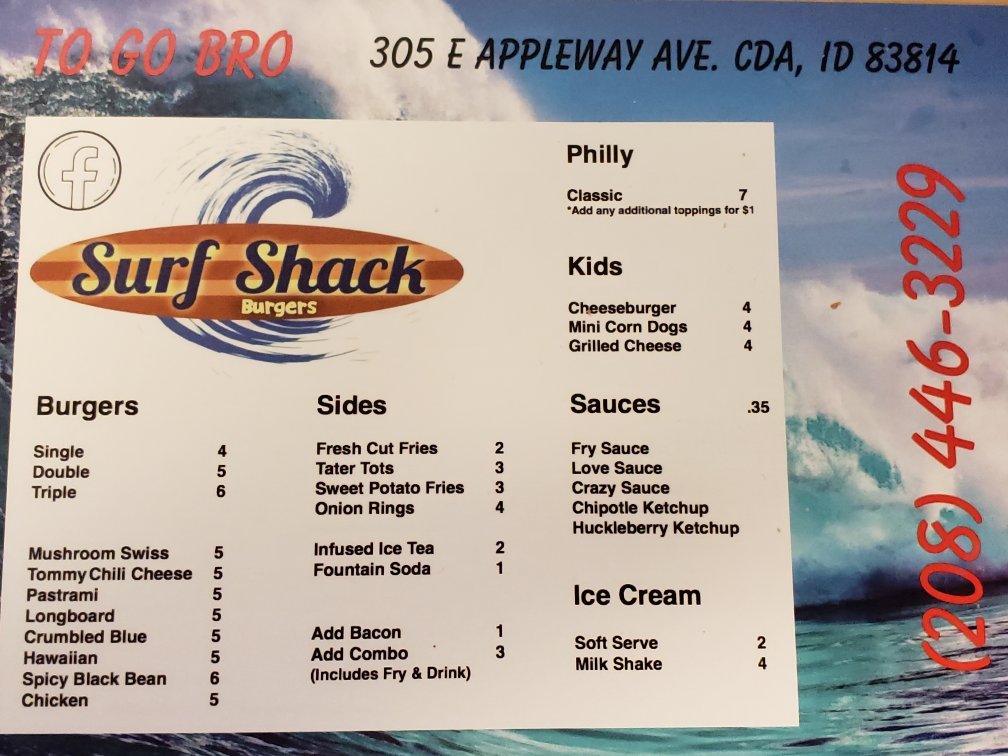 TO GO BRO
305 E APPLEWAY AVE. CDA, ID 83814
(208) 446-3229
f
Surf Shack
Burgers
Burgers
Single 4
Double 5
Triple 6
Mushroom Swiss 5
Tommy Chili Cheese 5
Pastrami 5
Longboard 5
Crumbled Blue 5
Hawaiian 5
Spicy Black Bean 6
Chicken 5
Sides
Fresh Cut Fries 2
Tater Tots 3
Sweet Potato Fries 3
Onion Rings 4
Infused Ice Tea 2
Fountain Soda 1
Add Bacon 1
Add Combo 3
(Includes Fry & Drink)
Philly
Classic 7
*Add any additional toppings for $1
Kids
Cheeseburger 4
Mini Corn Dogs 4
Grilled Cheese 4
Sauces .35
Fry Sauce
Love Sauce
Crazy Sauce
Chipotle Ketchup
Huckleberry Ketchup
Ice Cream
Soft Serve 2
Milk Shake 4